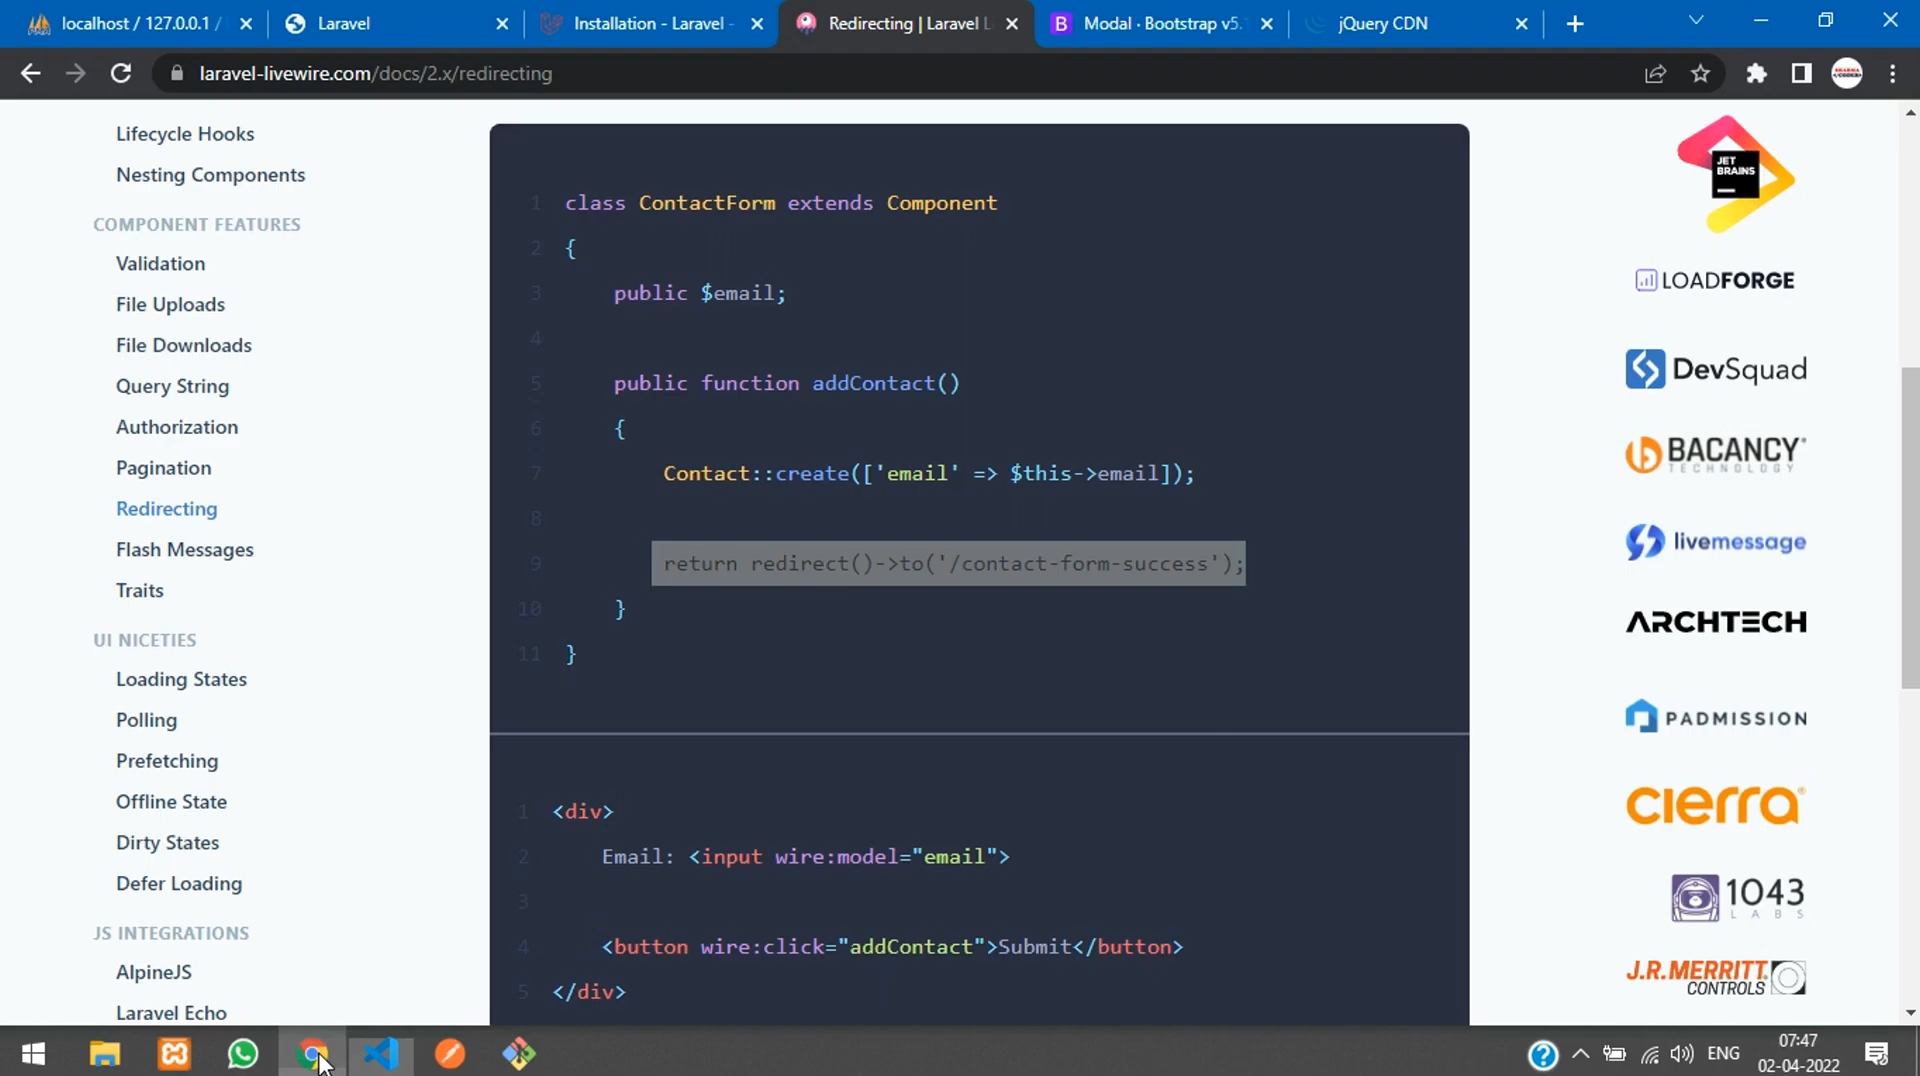 localhost / 127.0.0.1 /
Laravel
Installation - Laravel -
Redirecting | Laravel L
B
Modal · Bootstrap v5.
jQuery CDN
laravel-livewire.com/docs/2.x/redirecting
Lifecycle Hooks
Nesting Components
COMPONENT FEATURES
Validation
File Uploads
File Downloads
Query String
Authorization
Pagination
Redirecting
Flash Messages
Traits
UI NICETIES
Loading States
Polling
Prefetching
Offline State
Dirty States
Defer Loading
JS INTEGRATIONS
AlpineJS
Laravel Echo
1 class ContactForm extends Component
2 {
3 public $email;
4
5 public function addContact()
6 {
7 Contact::create(['email' => $this->email]);
8
9 return redirect()->to('/contact-form-success');
10 }
11 }
1 <div>
2 Email: <input wire:model="email">
3
4 <button wire:click="addContact">Submit</button>
5 </div>
JET
BRAINS
LOADFORGE
DevSquad
BACANCY
TECHNOLOGY
livemessage
ARCHTECH
PADMISSION
cierra
1043
LABS
J.R.MERRITT
CONTROLS
ENG
07:47
02-04-2022